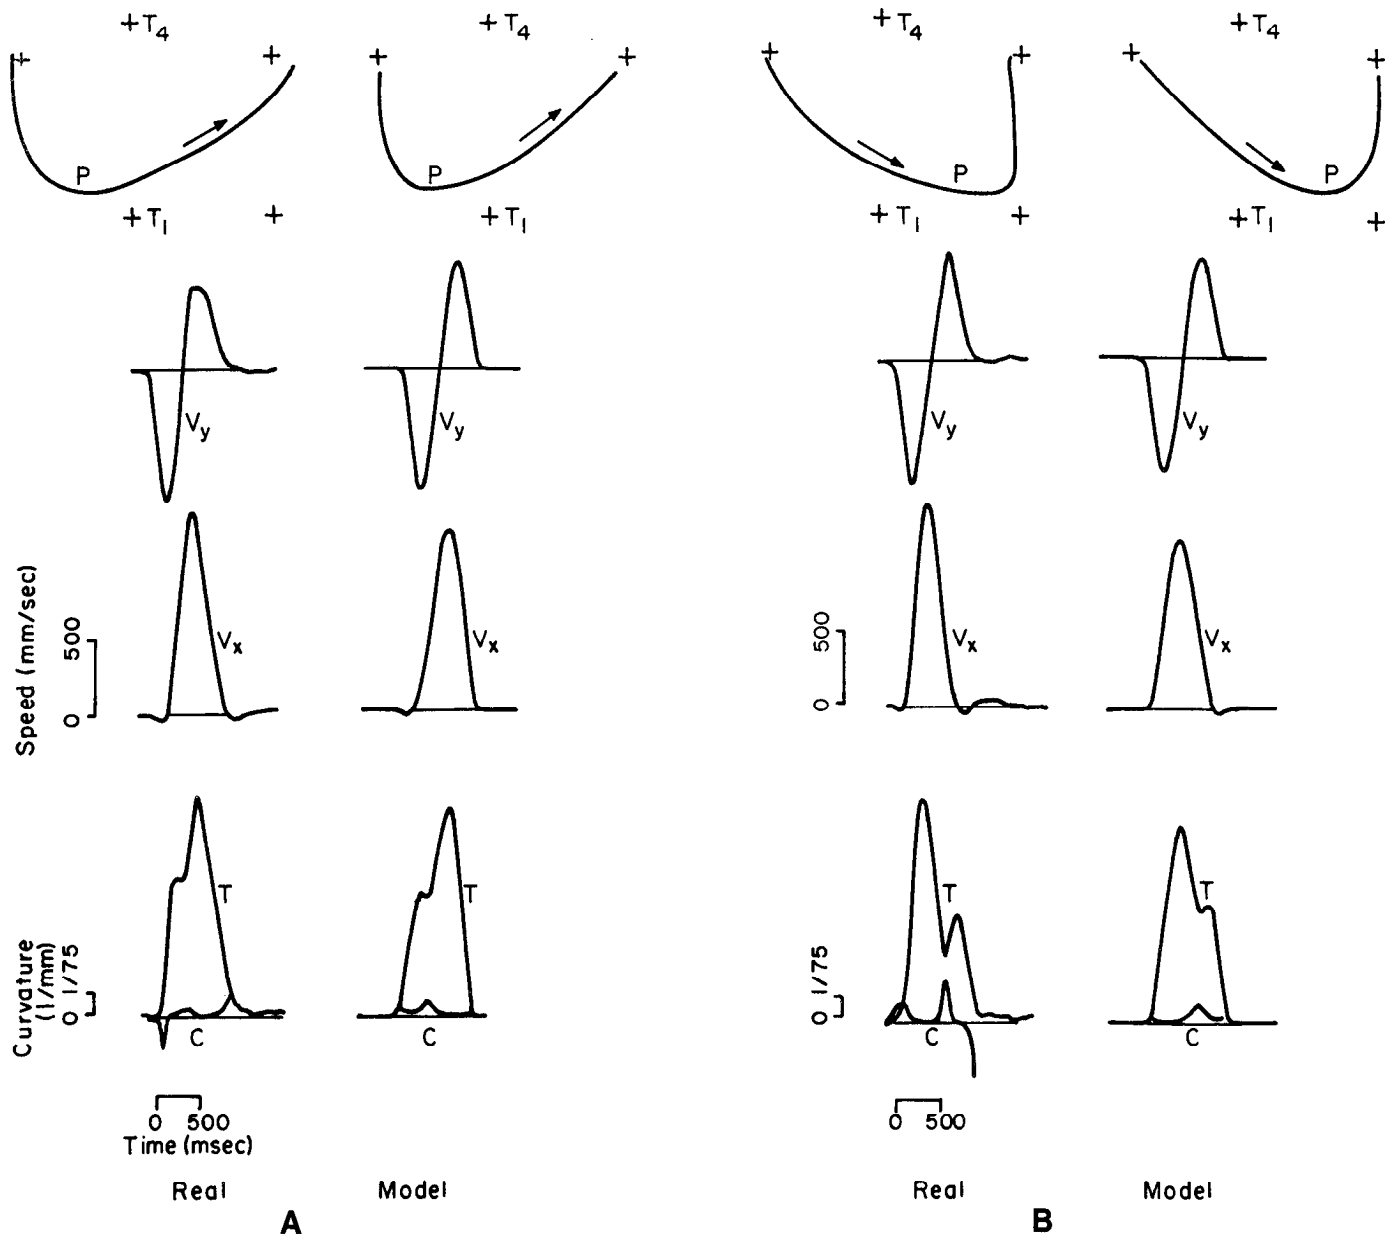 +T4 +T4 +T4 +T4
+ + + + + + + +
P P P P
+T1 + +T1 +T1 + +T1 +
Vy Vy Vy Vy
Speed (mm/sec)
0 500
0 500
Vx Vx Vx Vx
Curvature
(1/mm)
0 1/75
0 1/75
T T T T
C C C C
0 500
Time (msec)
0 500
Real Model Real Model
A B